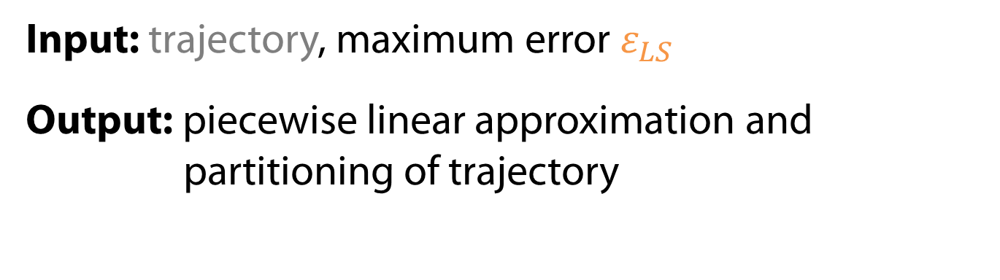 Input: trajectory, maximum error ε_LS
Output: piecewise linear approximation and
partitioning of trajectory